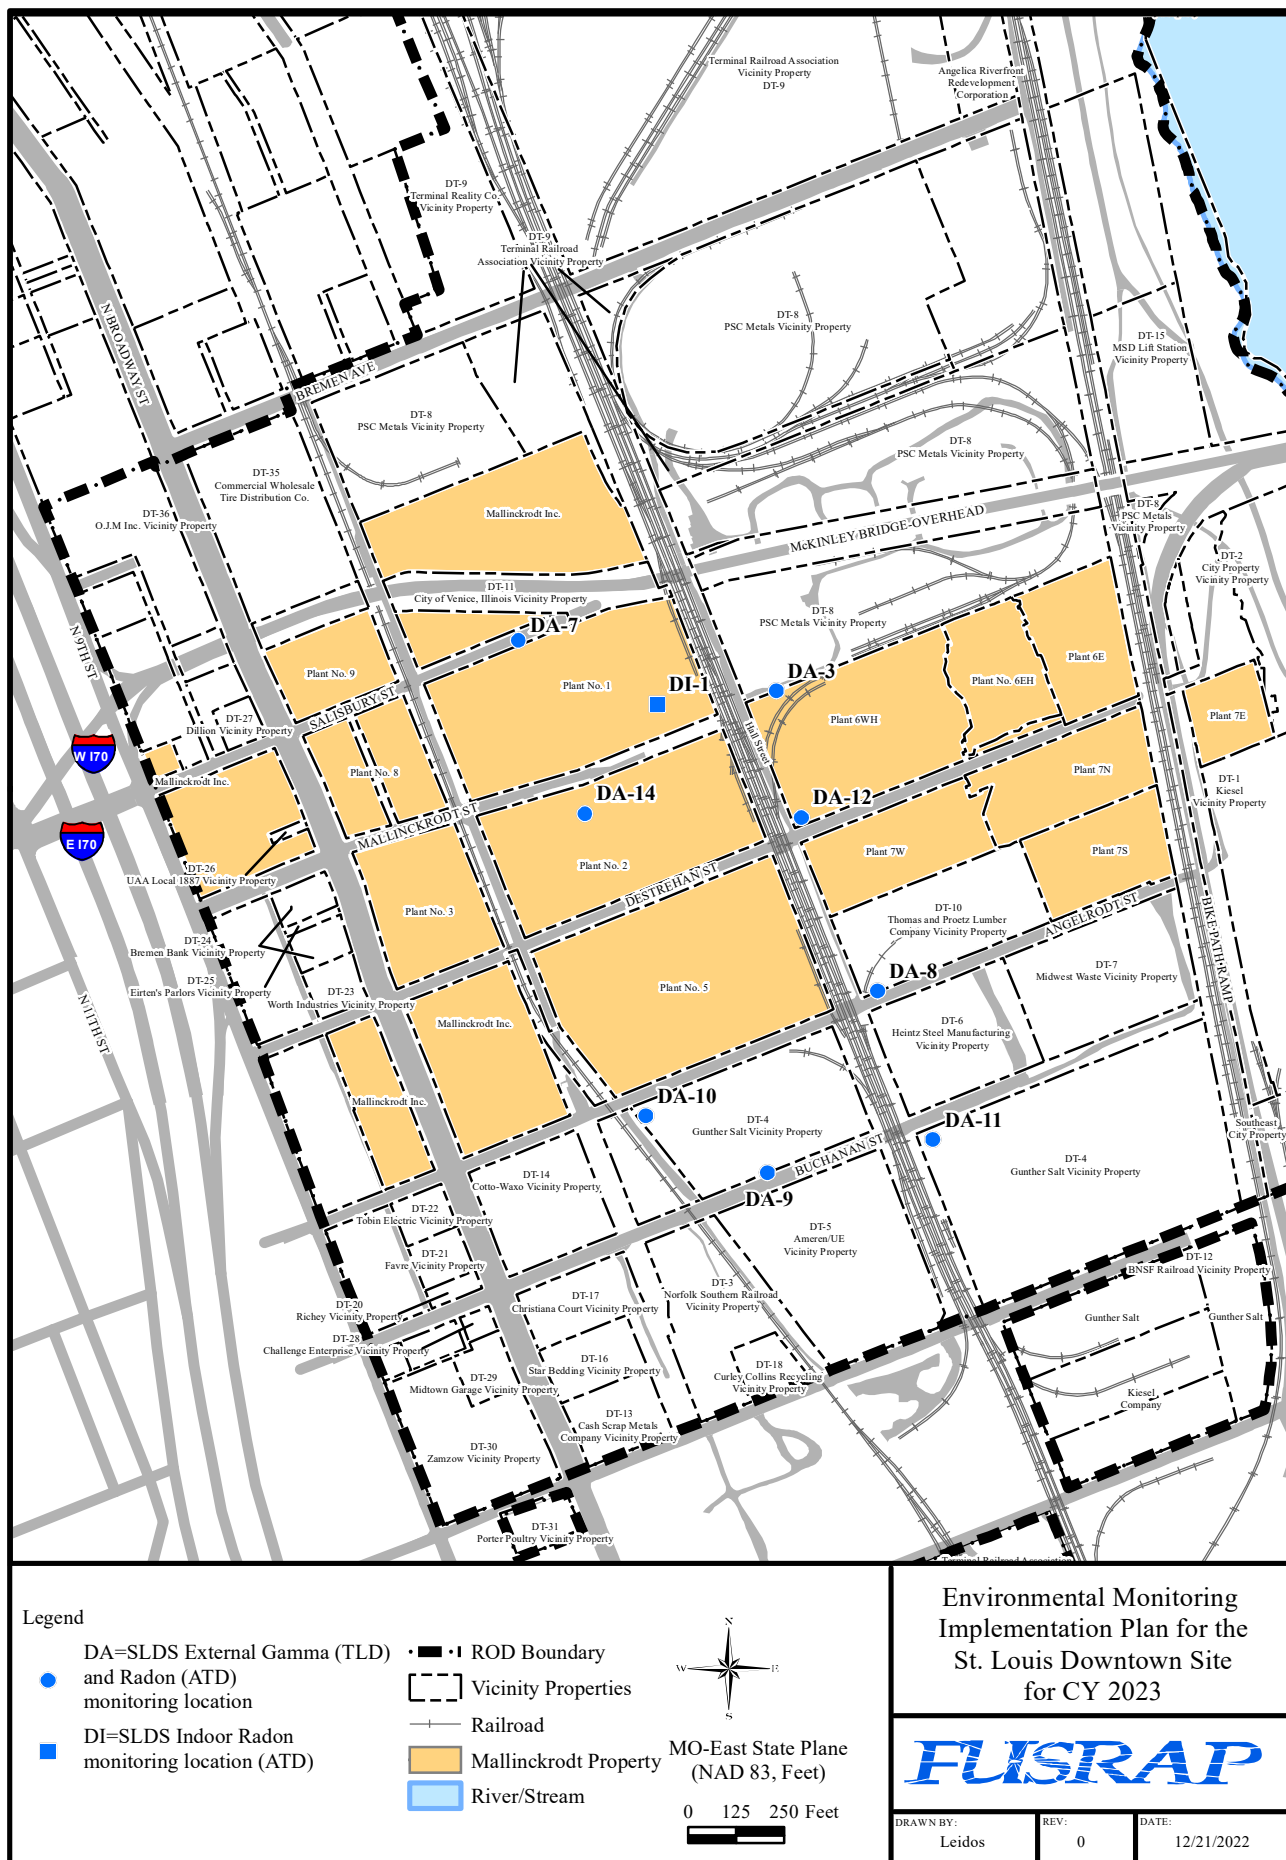 Terminal Railroad Association
Vicinity Property
DT-9
Angelica Riverfront
Redevelopment
Corporation
DT-9
Terminal Reality Co.
Vicinity Property
DT-9
Terminal Railroad
Association Vicinity Property
N BROADWAY ST
BREMEN AVE
DT-8
PSC Metals Vicinity Property
DT-15
MSD Lift Station
Vicinity Property
DT-8
PSC Metals Vicinity Property
DT-8
PSC Metals Vicinity Property
DT-35
Commercial Wholesale
Tire Distribution Co.
DT-36
O.J.M Inc. Vicinity Property
Mallinckrodt Inc.
McKINLEY BRIDGE OVERHEAD
DT-8
PSC Metals
Vicinity Property
DT-2
City Property
Vicinity Property
DT-11
City of Venice, Illinois Vicinity Property
DT-8
PSC Metals Vicinity Property
N 9TH ST
DA-7
Plant No. 9
Plant No. 1
DI-1
DA-3
Plant No. 6EH
Plant 6E
Plant 6WH
Plant 7E
SALISBURY ST
DT-27
Dillion Vicinity Property
Hall Street
W I70
Mallinckrodt Inc.
Plant No. 8
Plant 7N
DT-1
Kiesel
Vicinity Property
DA-14
DA-12
E I70
MALLINCKRODT ST
Plant No. 2
Plant 7W
Plant 7S
DT-26
UAA Local 1887 Vicinity Property
DESTREHAN ST
Plant No. 3
DT-10
Thomas and Proetz Lumber
Company Vicinity Property
ANGELRODT ST
BIKE PATH RAMP
DT-24
Bremen Bank Vicinity Property
DT-25
Eirten's Parlors Vicinity Property
DT-23
Worth Industries Vicinity Property
Plant No. 5
DA-8
DT-7
Midwest Waste Vicinity Property
N 11TH ST
Mallinckrodt Inc.
DT-6
Heintz Steel Manufacturing
Vicinity Property
Mallinckrodt Inc.
DA-10
DT-4
Gunther Salt Vicinity Property
DA-11
Southeast
City Property
BUCHANAN ST
DT-4
Gunther Salt Vicinity Property
DT-14
Cotto-Waxo Vicinity Property
DA-9
DT-22
Tobin Electric Vicinity Property
DT-5
Ameren/UE
Vicinity Property
DT-21
Favre Vicinity Property
DT-12
BNSF Railroad Vicinity Property
DT-3
Norfolk Southern Railroad
Vicinity Property
DT-17
Christiana Court Vicinity Property
DT-20
Richey Vicinity Property
Gunther Salt
Gunther Salt
DT-28
Challenge Enterprise Vicinity Property
DT-16
Star Bedding Vicinity Property
DT-18
Curley Collins Recycling
Vicinity Property
DT-29
Midtown Garage Vicinity Property
Kiesel
Company
DT-13
Cash Scrap Metals
Company Vicinity Property
DT-30
Zamzow Vicinity Property
DT-31
Porter Poultry Vicinity Property
Terminal Railroad Association
Legend
DA=SLDS External Gamma (TLD)
and Radon (ATD)
monitoring location
DI=SLDS Indoor Radon
monitoring location (ATD)
ROD Boundary
Vicinity Properties
Railroad
Mallinckrodt Property
River/Stream
N
W E
S
MO-East State Plane
(NAD 83, Feet)
0 125 250 Feet
Environmental Monitoring
Implementation Plan for the
St. Louis Downtown Site
for CY 2023
FUSRAP
DRAWN BY:
Leidos
REV:
0
DATE:
12/21/2022